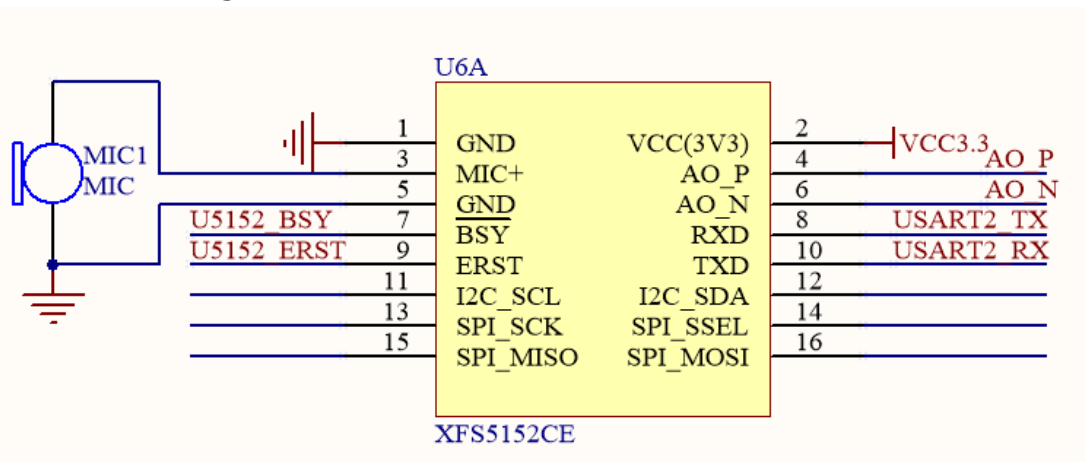 U6A
1 GND VCC(3V3) 2 VCC3.3
MIC1 3 MIC+ AO_P 4 AO_P
MIC 5 GND AO_N 6 AO_N
U5152_BSY 7 BSY RXD 8 USART2_TX
U5152_ERST 9 ERST TXD 10 USART2_RX
11 I2C_SCL I2C_SDA 12
13 SPI_SCK SPI_SSEL 14
15 SPI_MISO SPI_MOSI 16
XFS5152CE